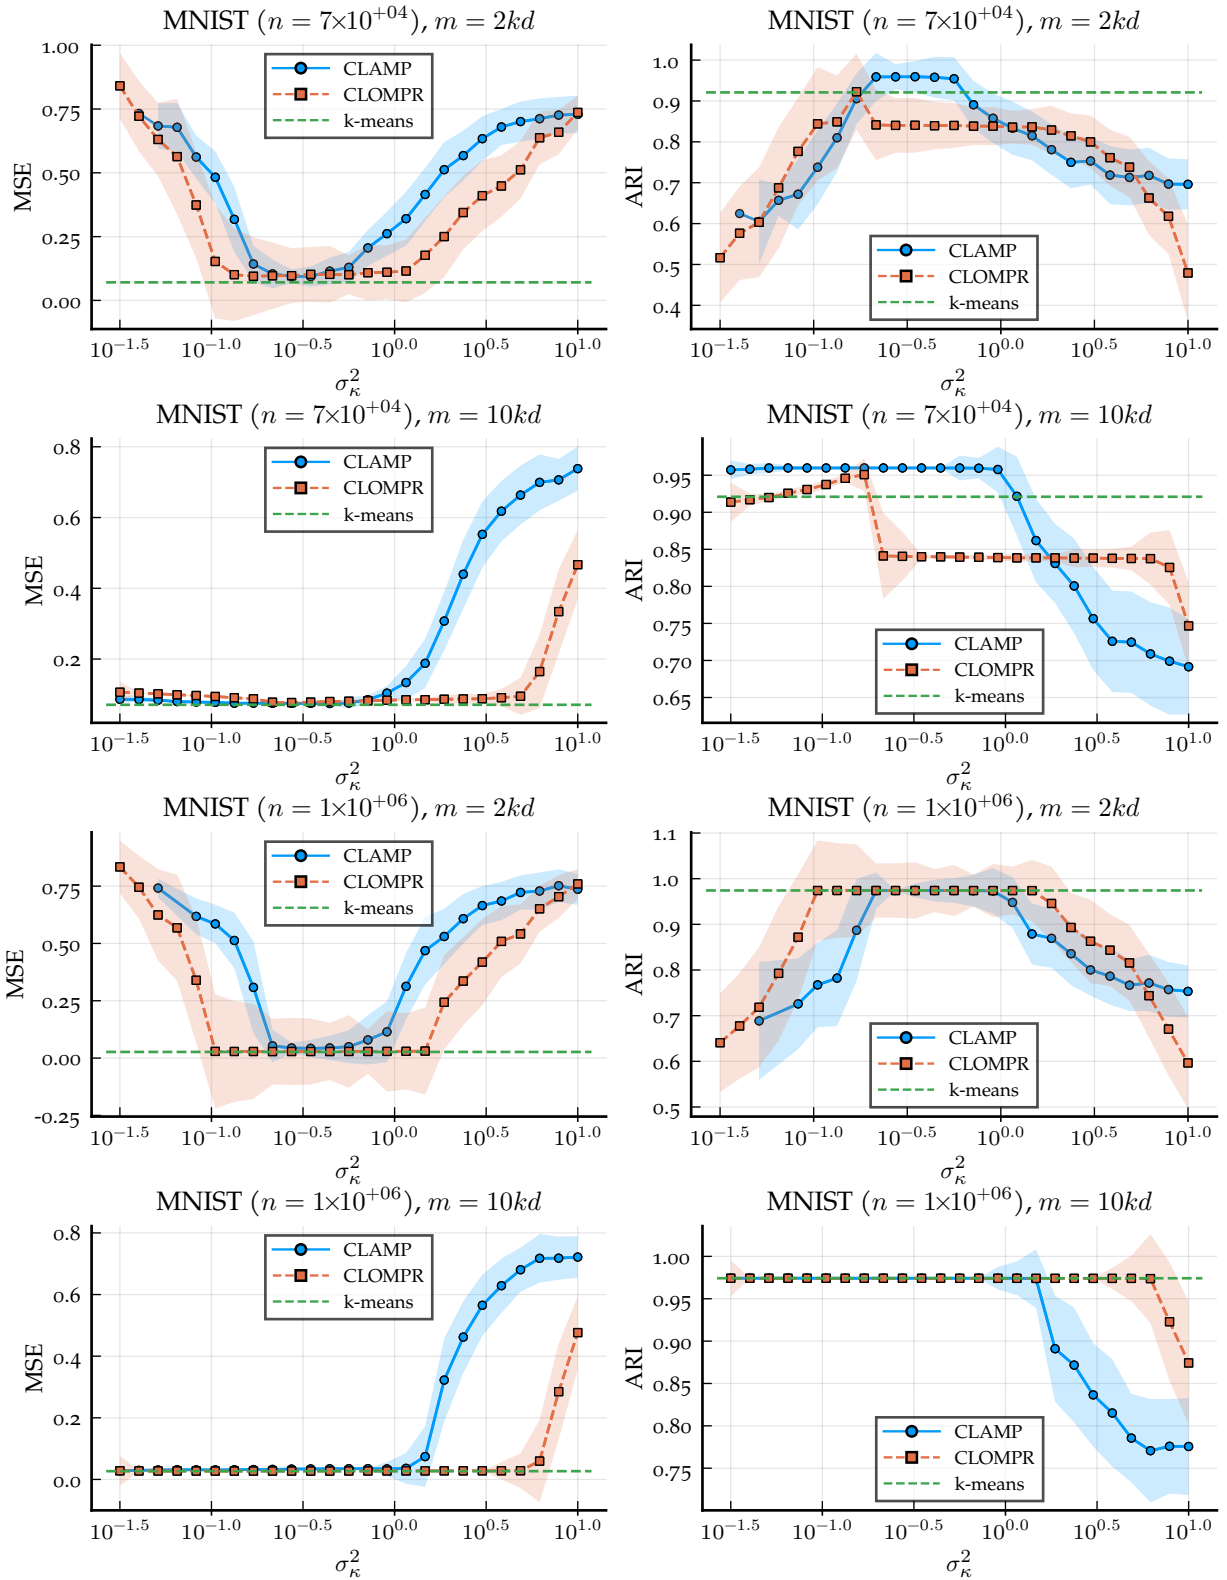 MNIST (n = 7×10^{+04}), m = 2kd
MSE
1.00
0.75
0.50
0.25
0.00
CLAMP
CLOMPR
k-means
10^{-1.5} 10^{-1.0} 10^{-0.5} 10^{0.0} 10^{0.5} 10^{1.0}
σ_κ^2
MNIST (n = 7×10^{+04}), m = 2kd
ARI
1.0
0.9
0.8
0.7
0.6
0.5
0.4
CLAMP
CLOMPR
k-means
10^{-1.5} 10^{-1.0} 10^{-0.5} 10^{0.0} 10^{0.5} 10^{1.0}
σ_κ^2
MNIST (n = 7×10^{+04}), m = 10kd
MSE
0.8
0.6
0.4
0.2
CLAMP
CLOMPR
k-means
10^{-1.5} 10^{-1.0} 10^{-0.5} 10^{0.0} 10^{0.5} 10^{1.0}
σ_κ^2
MNIST (n = 7×10^{+04}), m = 10kd
ARI
0.95
0.90
0.85
0.80
0.75
0.70
0.65
CLAMP
CLOMPR
k-means
10^{-1.5} 10^{-1.0} 10^{-0.5} 10^{0.0} 10^{0.5} 10^{1.0}
σ_κ^2
MNIST (n = 1×10^{+06}), m = 2kd
MSE
0.75
0.50
0.25
0.00
-0.25
CLAMP
CLOMPR
k-means
10^{-1.5} 10^{-1.0} 10^{-0.5} 10^{0.0} 10^{0.5} 10^{1.0}
σ_κ^2
MNIST (n = 1×10^{+06}), m = 2kd
ARI
1.1
1.0
0.9
0.8
0.7
0.6
0.5
CLAMP
CLOMPR
k-means
10^{-1.5} 10^{-1.0} 10^{-0.5} 10^{0.0} 10^{0.5} 10^{1.0}
σ_κ^2
MNIST (n = 1×10^{+06}), m = 10kd
MSE
0.8
0.6
0.4
0.2
0.0
CLAMP
CLOMPR
k-means
10^{-1.5} 10^{-1.0} 10^{-0.5} 10^{0.0} 10^{0.5} 10^{1.0}
σ_κ^2
MNIST (n = 1×10^{+06}), m = 10kd
ARI
1.00
0.95
0.90
0.85
0.80
0.75
CLAMP
CLOMPR
k-means
10^{-1.5} 10^{-1.0} 10^{-0.5} 10^{0.0} 10^{0.5} 10^{1.0}
σ_κ^2